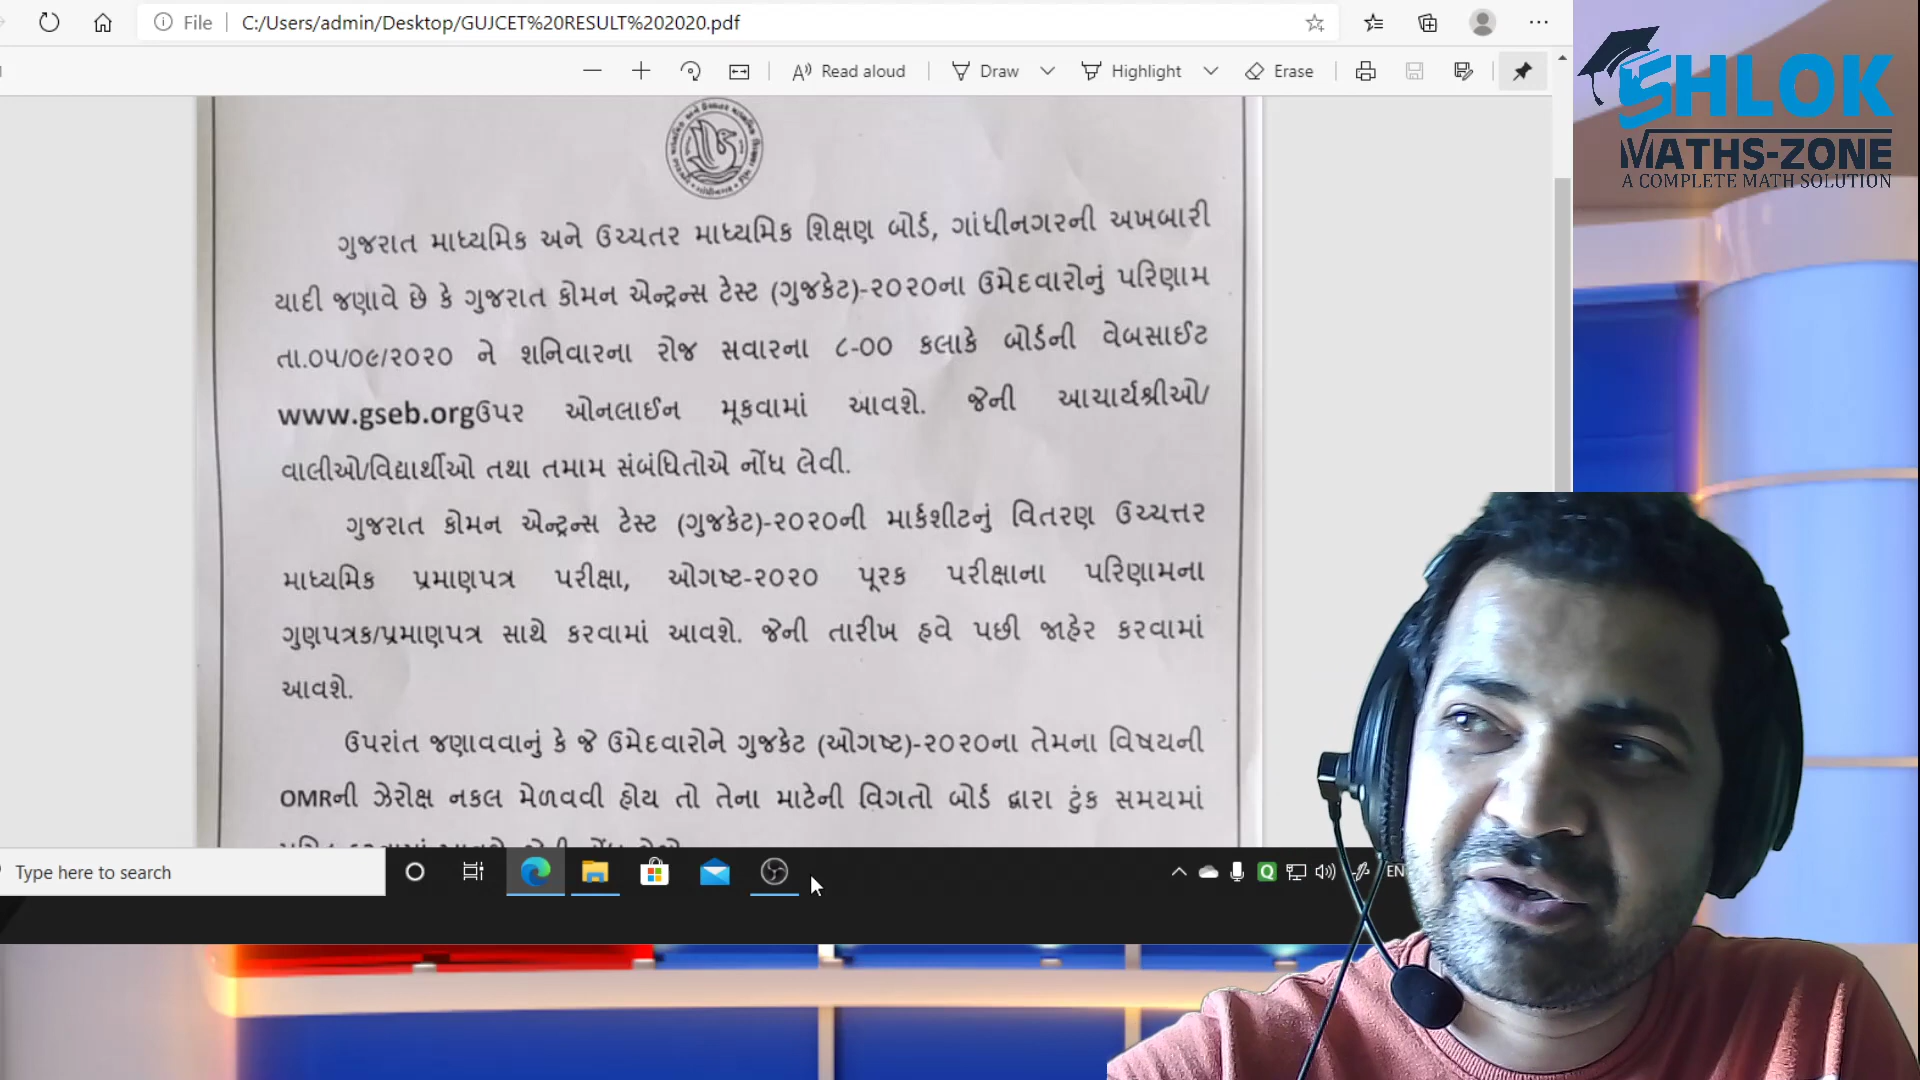 File C:/Users/admin/Desktop/GUJCET%20RESULT%202020.pdf
Read aloud Draw Highlight Erase
SHLOK
MATHS-ZONE
A COMPLETE MATH SOLUTION
ગુજરાત માધ્યમિક અને ઉચ્ચતર માધ્યમિક શિક્ષણ બોર્ડ, ગાંધીનગરની અખબારી
યાદી જણાવે છે કે ગુજરાત કોમન એન્ટ્રન્સ ટેસ્ટ (ગુજકેટ)-૨૦૨૦ના ઉમેદવારોનું પરિણામ
તા.૦૫/૦૯/૨૦૨૦ ને શનિવારના રોજ સવારના ૮-૦૦ કલાકે બોર્ડની વેબસાઈટ
www.gseb.orgઉપર ઓનલાઈન મૂકવામાં આવશે. જેની આચાર્યશ્રીઓ/
વાલીઓ/વિદ્યાર્થીઓ તથા તમામ સંબંધિતોએ નોંધ લેવી.
ગુજરાત કોમન એન્ટ્રન્સ ટેસ્ટ (ગુજકેટ)-૨૦૨૦ની માર્કશીટનું વિતરણ ઉચ્ચત્તર
માધ્યમિક પ્રમાણપત્ર પરીક્ષા, ઓગષ્ટ-૨૦૨૦ પૂરક પરીક્ષાના પરિણામના
ગુણપત્રક/પ્રમાણપત્ર સાથે કરવામાં આવશે. જેની તારીખ હવે પછી જાહેર કરવામાં
આવશે.
ઉપરાંત જણાવવાનું કે જે ઉમેદવારોને ગુજકેટ (ઓગષ્ટ)-૨૦૨૦ના તેમના વિષયની
OMRની ઝેરોક્ષ નકલ મેળવવી હોય તો તેના માટેની વિગતો બોર્ડ દ્વારા ટુંક સમયમાં
Type here to search
EN